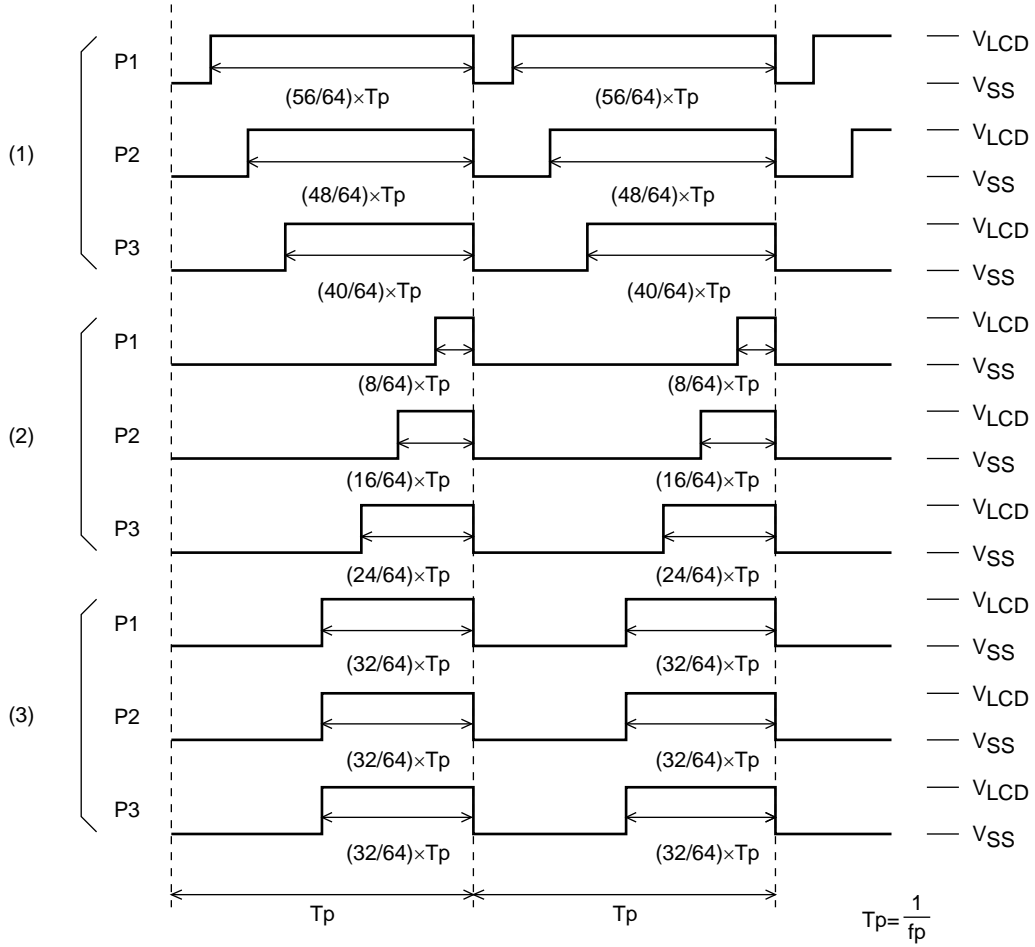 P1 VLCD
VSS
(56/64)×Tp (56/64)×Tp
(1) P2 VLCD
VSS
(48/64)×Tp (48/64)×Tp
P3 VLCD
VSS
(40/64)×Tp (40/64)×Tp
P1 VLCD
VSS
(8/64)×Tp (8/64)×Tp
(2) P2 VLCD
VSS
(16/64)×Tp (16/64)×Tp
P3 VLCD
VSS
(24/64)×Tp (24/64)×Tp
P1 VLCD
VSS
(32/64)×Tp (32/64)×Tp
(3) P2 VLCD
VSS
(32/64)×Tp (32/64)×Tp
P3 VLCD
VSS
(32/64)×Tp (32/64)×Tp
Tp Tp
Tp=1/fp